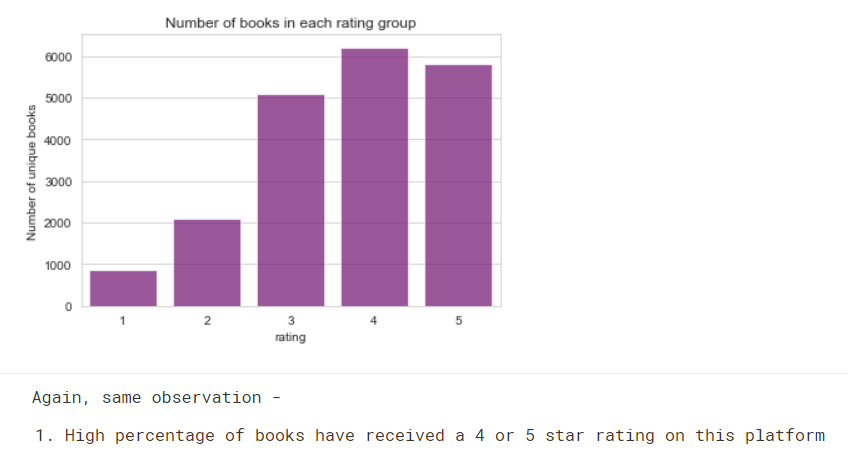 Number of books in each rating group
Number of unique books
6000
5000
4000
3000
2000
1000
0
1
2
3
4
5
rating
Again, same observation -
1. High percentage of books have received a 4 or 5 star rating on this platform